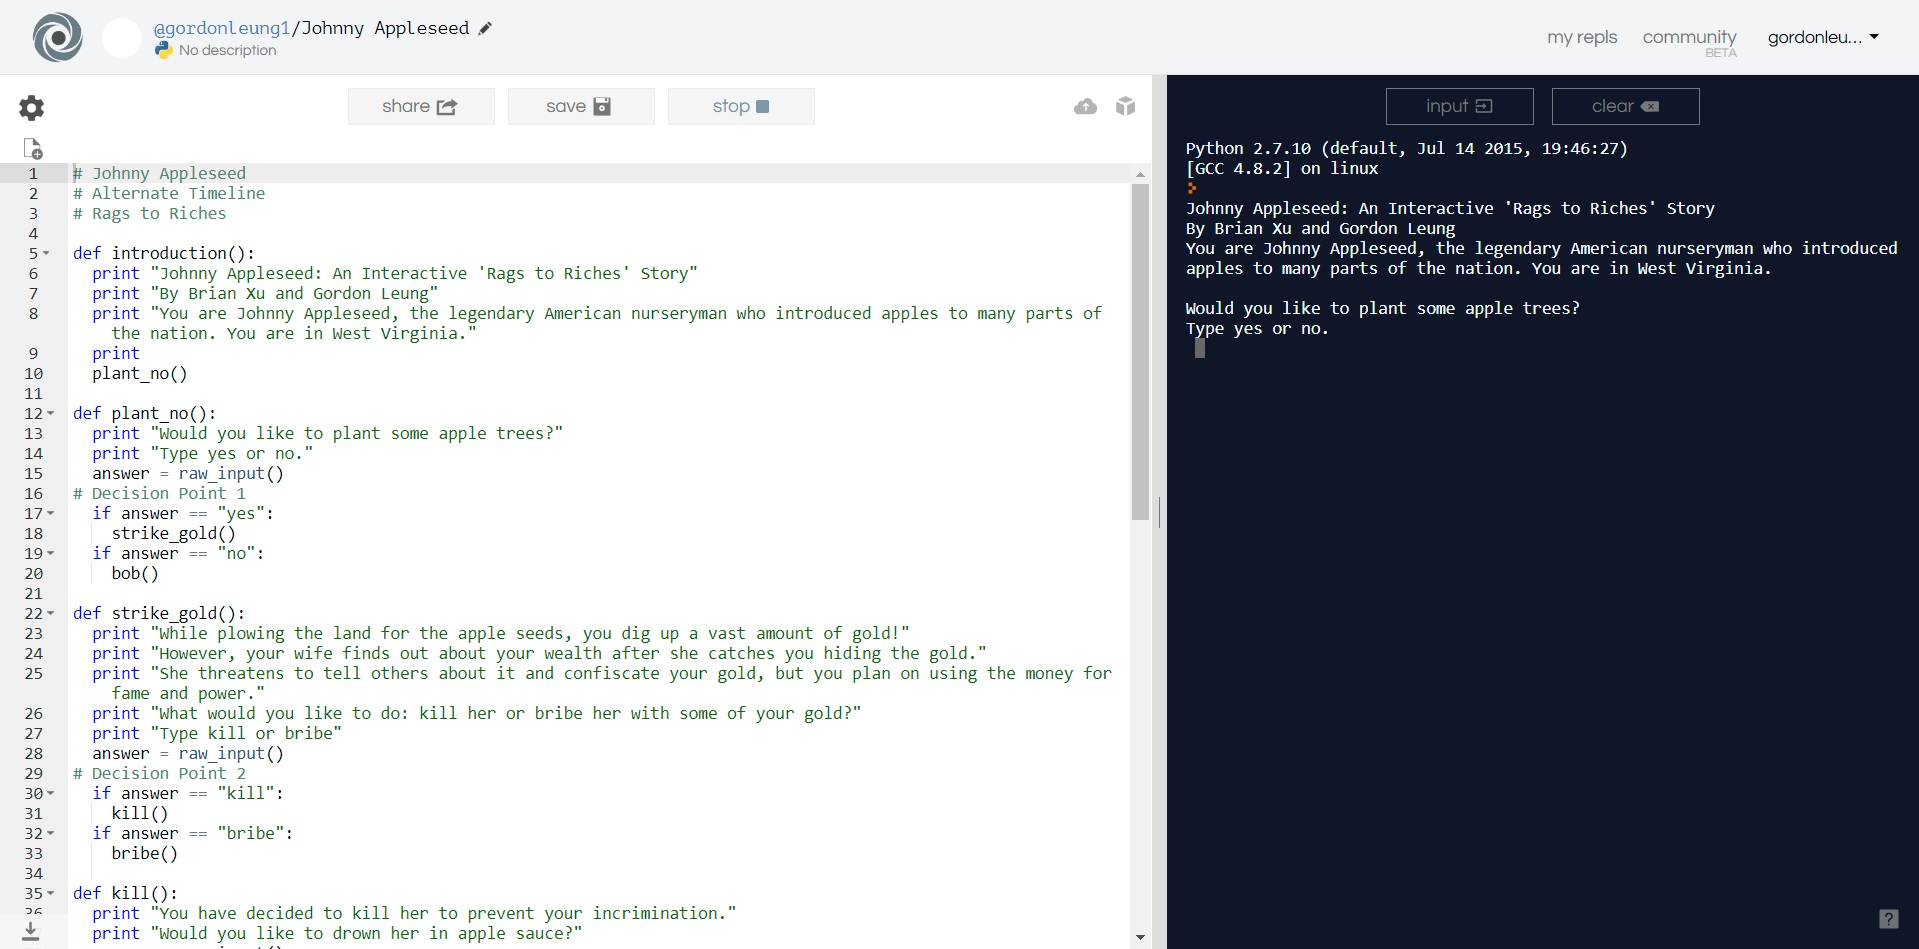 @gordonleung1/Johnny Appleseed
No description
my repls community gordonleu...
BETA
share save stop
1 # Johnny Appleseed
2 # Alternate Timeline
3 # Rags to Riches
4
5 def introduction():
6 print "Johnny Appleseed: An Interactive 'Rags to Riches' Story"
7 print "By Brian Xu and Gordon Leung"
8 print "You are Johnny Appleseed, the legendary American nurseryman who introduced apples to many parts of
the nation. You are in West Virginia."
9 print
10 plant_no()
11
12 def plant_no():
13 print "Would you like to plant some apple trees?"
14 print "Type yes or no."
15 answer = raw_input()
16 # Decision Point 1
17 if answer == "yes":
18 strike_gold()
19 if answer == "no":
20 bob()
21
22 def strike_gold():
23 print "While plowing the land for the apple seeds, you dig up a vast amount of gold!"
24 print "However, your wife finds out about your wealth after she catches you hiding the gold."
25 print "She threatens to tell others about it and confiscate your gold, but you plan on using the money for
fame and power."
26 print "What would you like to do: kill her or bribe her with some of your gold?"
27 print "Type kill or bribe"
28 answer = raw_input()
29 # Decision Point 2
30 if answer == "kill":
31 kill()
32 if answer == "bribe":
33 bribe()
34
35 def kill():
36 print "You have decided to kill her to prevent your incrimination."
print "Would you like to drown her in apple sauce?"
input clear
Python 2.7.10 (default, Jul 14 2015, 19:46:27)
[GCC 4.8.2] on linux
Johnny Appleseed: An Interactive 'Rags to Riches' Story
By Brian Xu and Gordon Leung
You are Johnny Appleseed, the legendary American nurseryman who introduced
apples to many parts of the nation. You are in West Virginia.
Would you like to plant some apple trees?
Type yes or no.
?